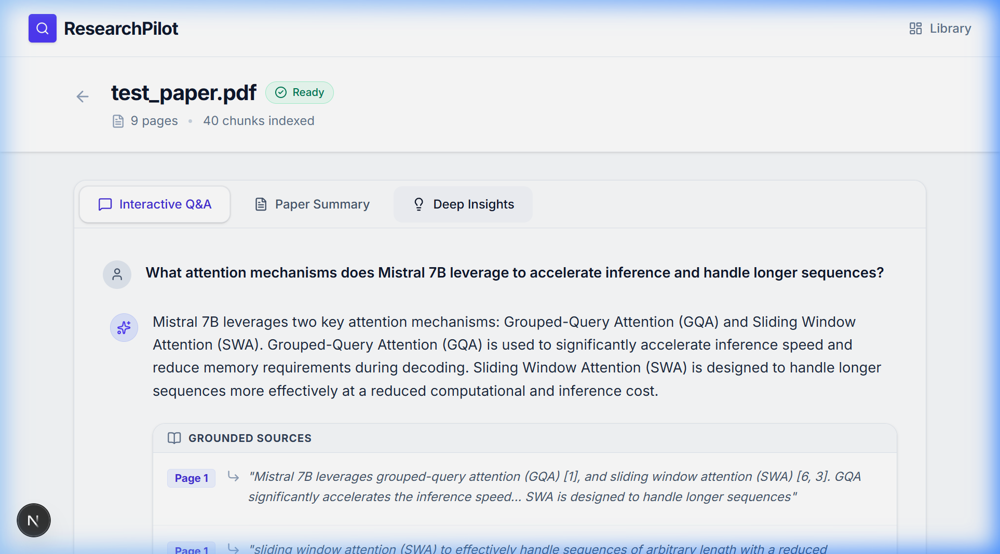 ResearchPilot
Library
test_paper.pdf
Ready
9 pages • 40 chunks indexed
Interactive Q&A
Paper Summary
Deep Insights
What attention mechanisms does Mistral 7B leverage to accelerate inference and handle longer sequences?
Mistral 7B leverages two key attention mechanisms: Grouped-Query Attention (GQA) and Sliding Window
Attention (SWA). Grouped-Query Attention (GQA) is used to significantly accelerate inference speed and
reduce memory requirements during decoding. Sliding Window Attention (SWA) is designed to handle longer
sequences more effectively at a reduced computational and inference cost.
GROUNDED SOURCES
Page 1
"Mistral 7B leverages grouped-query attention (GQA) [1], and sliding window attention (SWA) [6, 3]. GQA
significantly accelerates the inference speed... SWA is designed to handle longer sequences"
N
Page 1
"sliding window attention (SWA) to effectively handle sequences of arbitrary length with a reduced